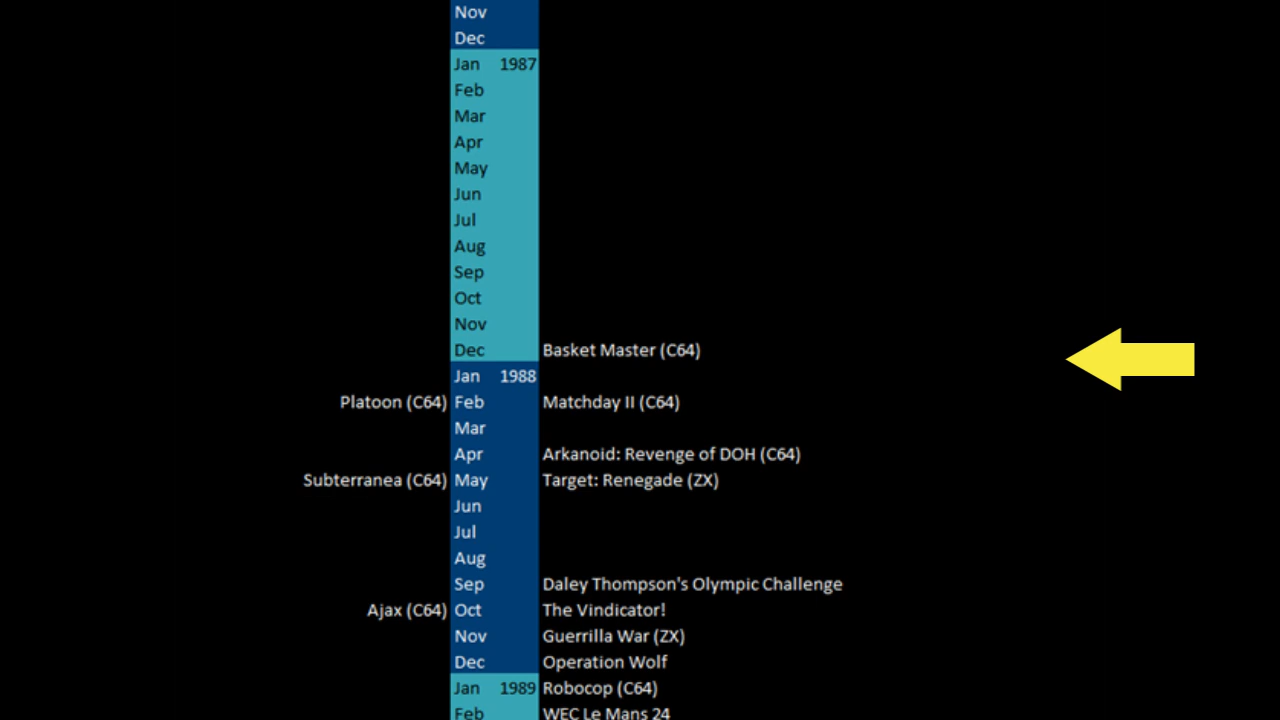 Nov
Dec
Jan 1987
Feb
Mar
Apr
May
Jun
Jul
Aug
Sep
Oct
Nov
Dec Basket Master (C64)
Jan 1988
Platoon (C64) Feb Matchday II (C64)
Mar
Apr Arkanoid: Revenge of DOH (C64)
Subterranea (C64) May Target: Renegade (ZX)
Jun
Jul
Aug
Sep Daley Thompson's Olympic Challenge
Ajax (C64) Oct The Vindicator!
Nov Guerrilla War (ZX)
Dec Operation Wolf
Jan 1989 Robocop (C64)
Feb WEC Le Mans 24